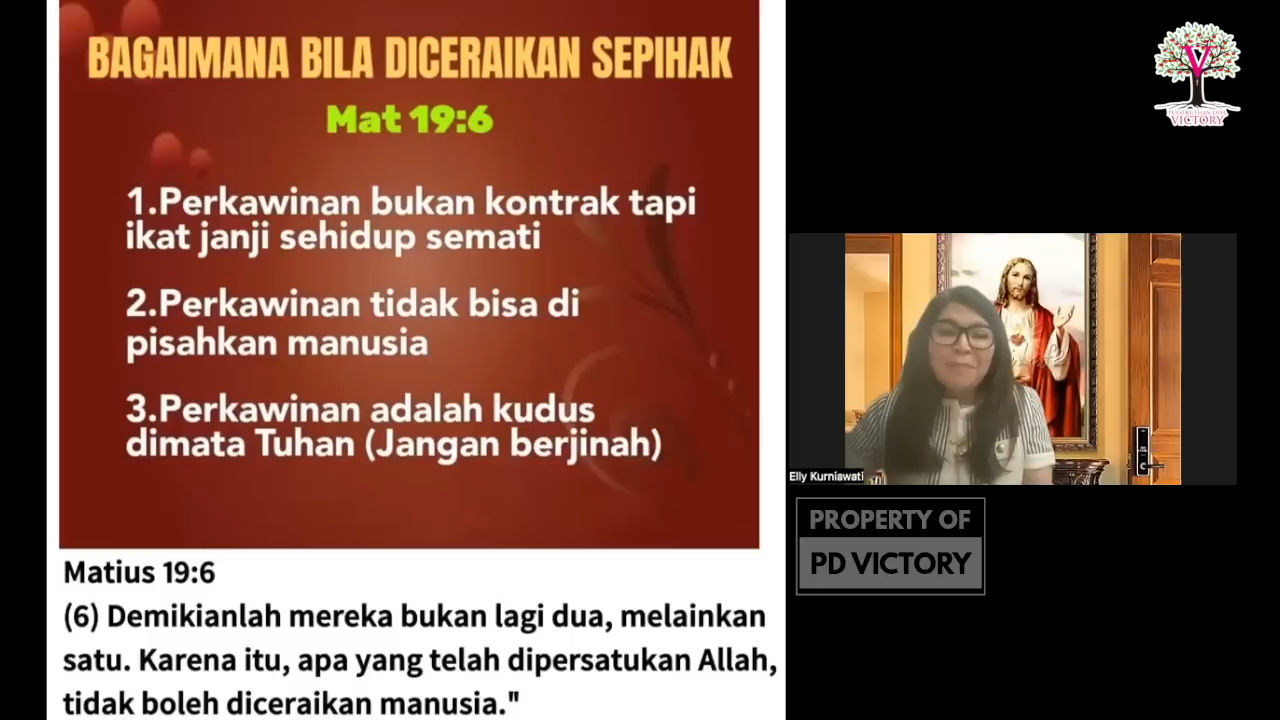 BAGAIMANA BILA DICERAIKAN SEPIHAK
Mat 19:6
1.Perkawinan bukan kontrak tapi
ikat janji sehidup semati
2.Perkawinan tidak bisa di
pisahkan manusia
3.Perkawinan adalah kudus
dimata Tuhan (Jangan berjinah)
Matius 19:6
(6) Demikianlah mereka bukan lagi dua, melainkan
satu. Karena itu, apa yang telah dipersatukan Allah,
tidak boleh diceraikan manusia."
V
PERSEKUTUAN DOA
VICTORY
Elly Kurniawati
PROPERTY OF
PD VICTORY